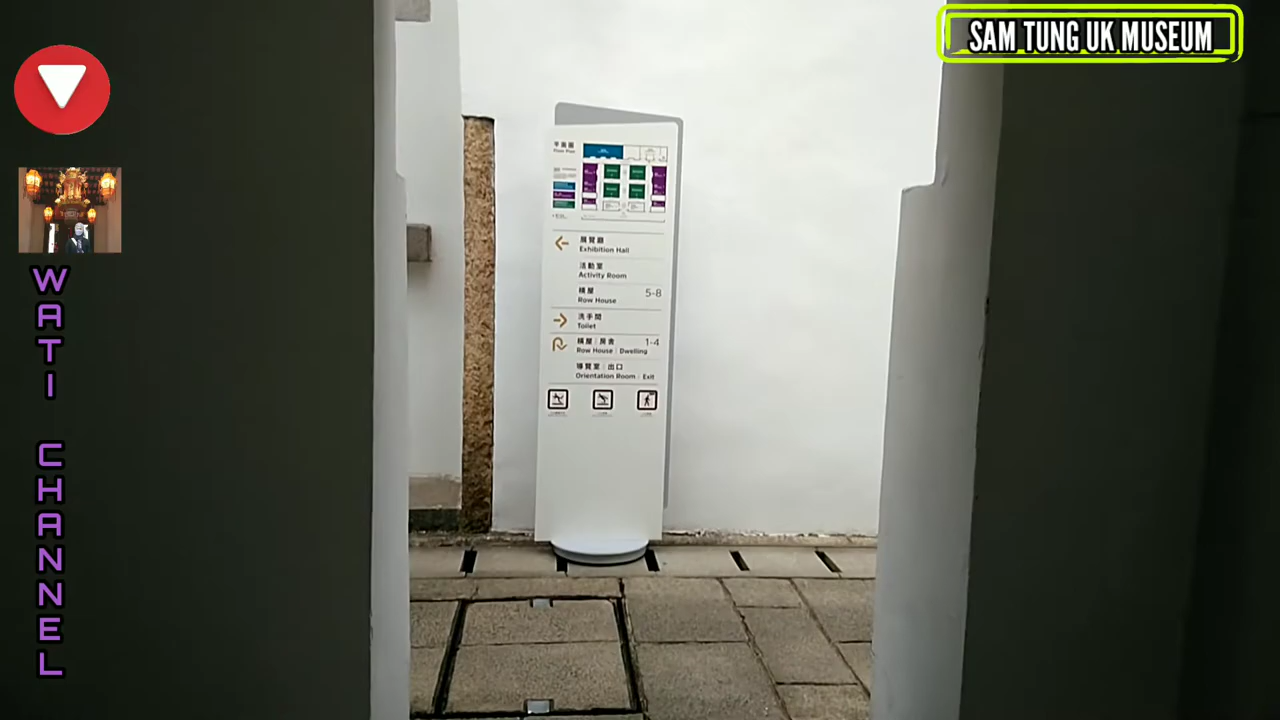 SAM TUNG UK MUSEUM
WATI CHANNEL
平面圖
Floor Plan
展覽廳
Exhibition Hall
活動室
Activity Room
橫屋 5-8
Row House
洗手間
Toilet
橫屋 | 房舍 1-4
Row House | Dwelling
導覽室 | 出口
Orientation Room | Exit